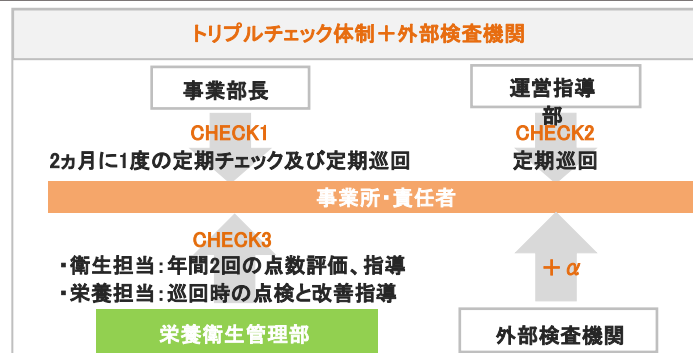 トリプルチェック体制＋外部検査機関
事業部長
運営指導
部
CHECK1
CHECK2
2ヵ月に1度の定期チェック及び定期巡回
定期巡回
事業所・責任者
CHECK3
・衛生担当：年間2回の点数評価、指導
＋α
・栄養担当：巡回時の点検と改善指導
栄養衛生管理部
外部検査機関